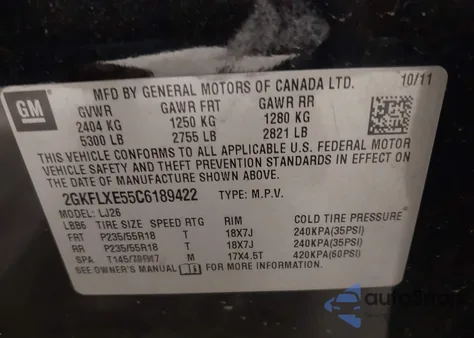 MFD BY GENERAL MOTORS OF CANADA LTD. 10/11
GM
GVWR GAWR FRT GAWR RR
2404 KG 1250 KG 1280 KG
5300 LB 2755 LB 2821 LB
THIS VEHICLE CONFORMS TO ALL APPLICABLE U.S. FEDERAL MOTOR
VEHICLE SAFETY AND THEFT PREVENTION STANDARDS IN EFFECT ON
THE DATE OF MANUFACTURE SHOWN ABOVE.
2GKFLXE55C6189422 TYPE: M.P.V.
MODEL: LJ26
LBB6 TIRE SIZE SPEED RTG RIM COLD TIRE PRESSURE
FRT P235/55R18 T 18X7J 240KPA(35PSI)
RR P235/55R18 T 18X7J 240KPA(35PSI)
SPA M 17X4.5T 420KPA(60PSI)
SEE OWNER'S MANUAL FOR MORE INFORMATION